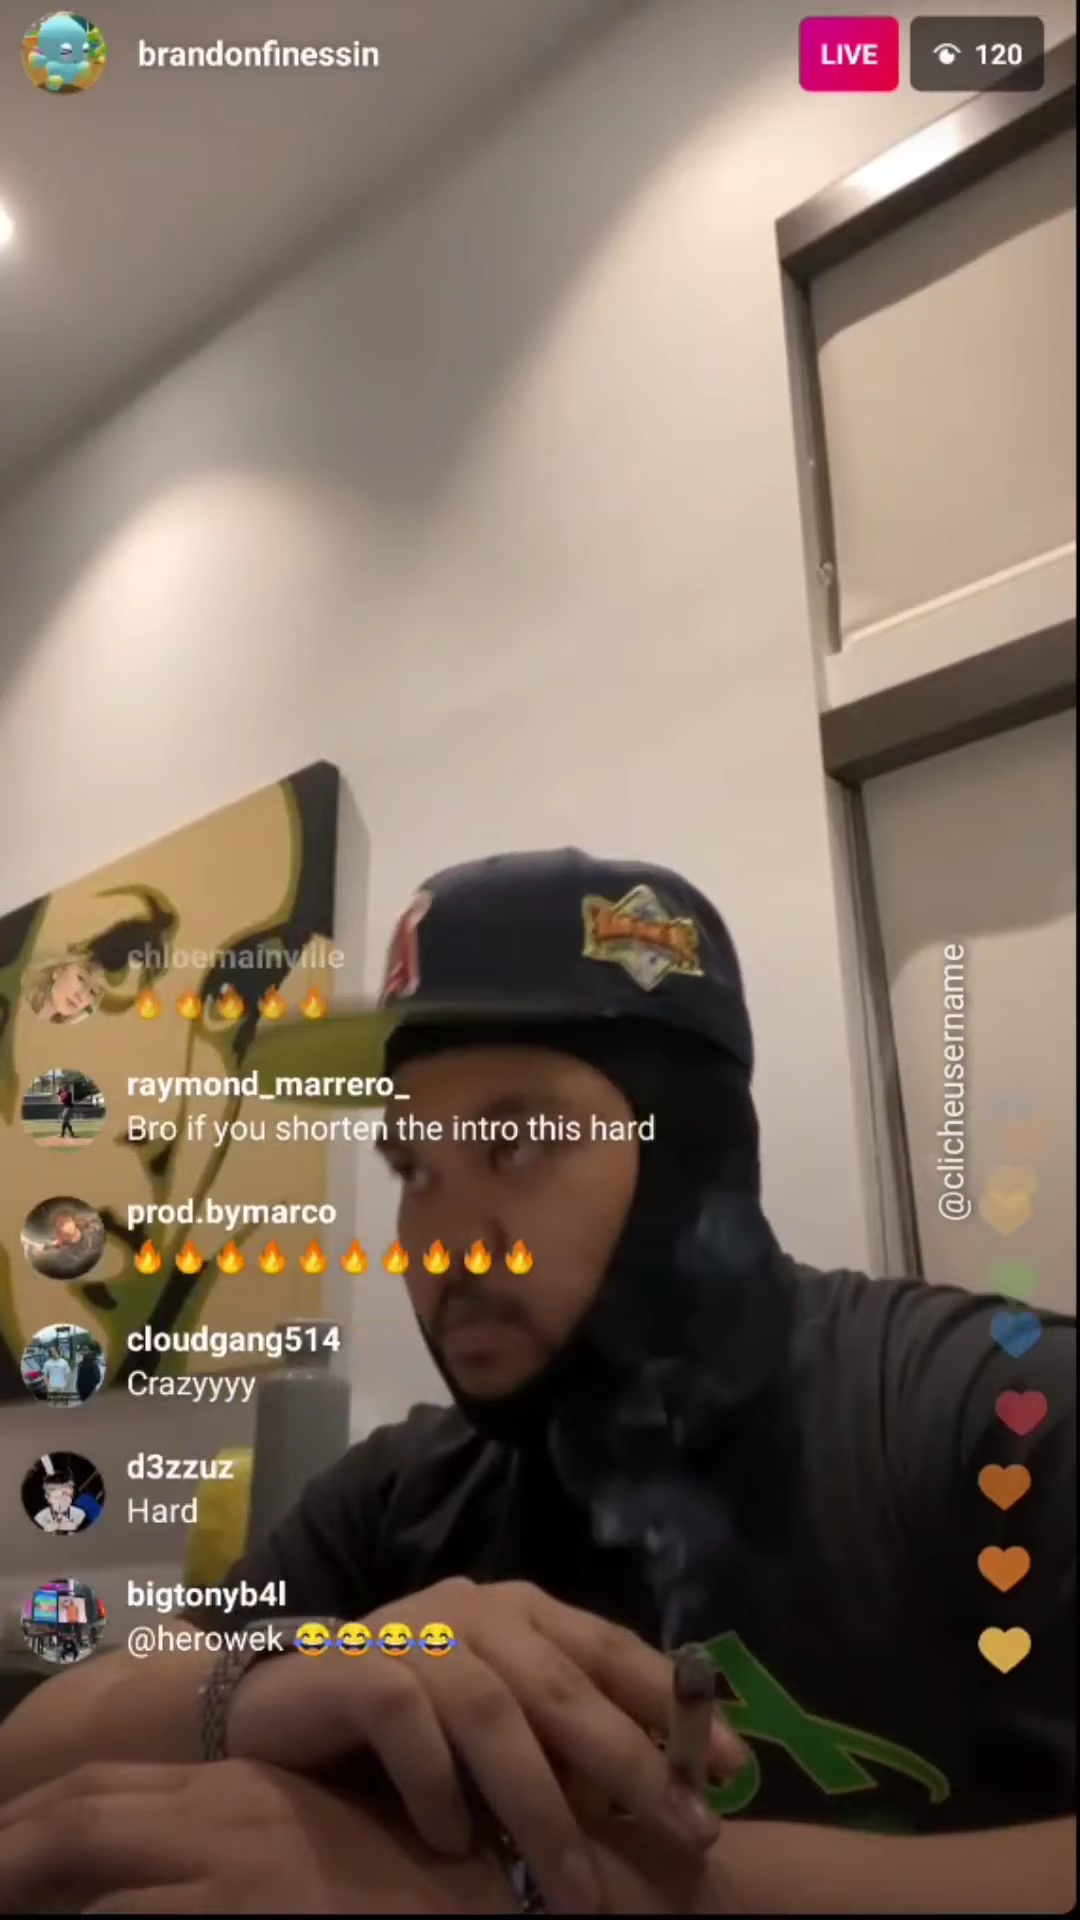 brandonfinessin
LIVE
120
chloemainville
🔥🔥🔥🔥🔥
raymond_marrero_
Bro if you shorten the intro this hard
prod.bymarco
🔥🔥🔥🔥🔥🔥🔥🔥🔥🔥
cloudgang514
Crazyyyy
d3zzuz
Hard
bigtonyb4l
@herowek 😂😂😂😂
@clicheusername